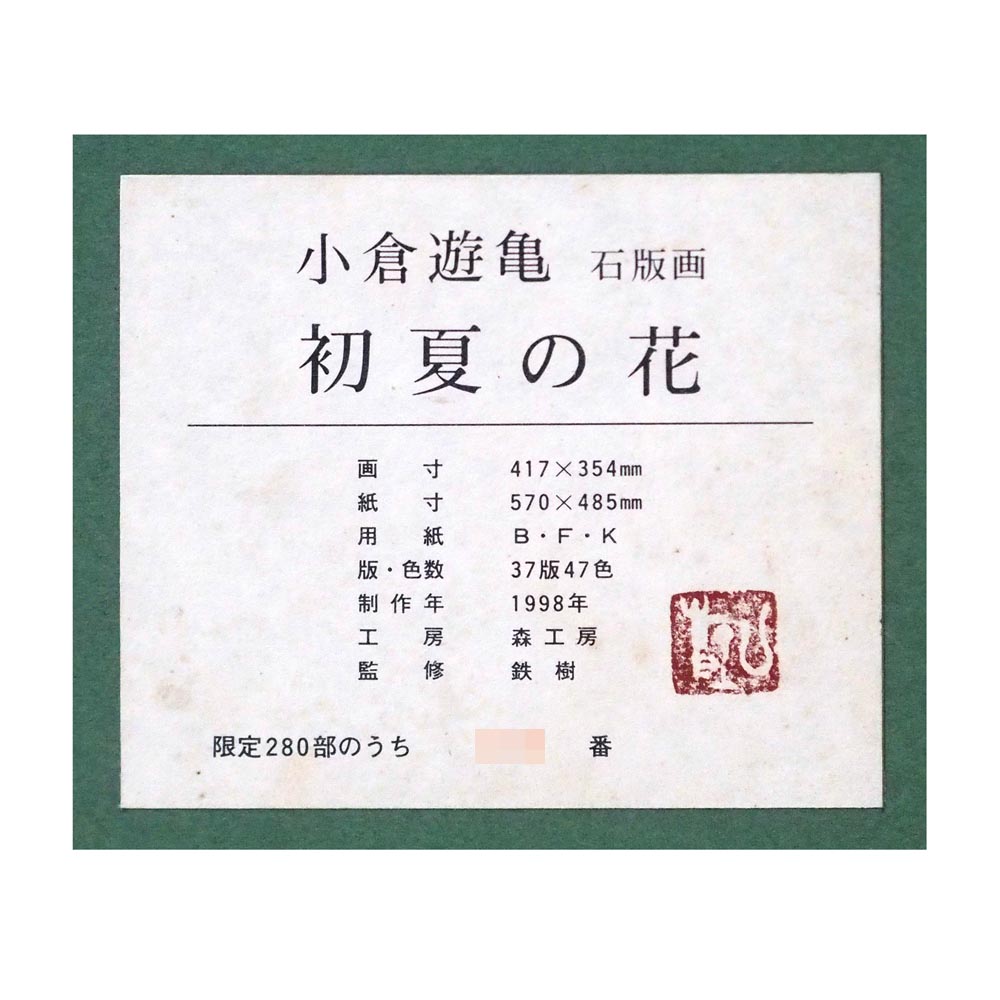 小倉遊亀 石版画
初夏の花
画寸 417×354㎜
紙寸 570×485㎜
用紙 B・F・K
版・色数 37版47色
制作年 1998年
工房 森工房
監修 鉄樹
限定280部のうち 番